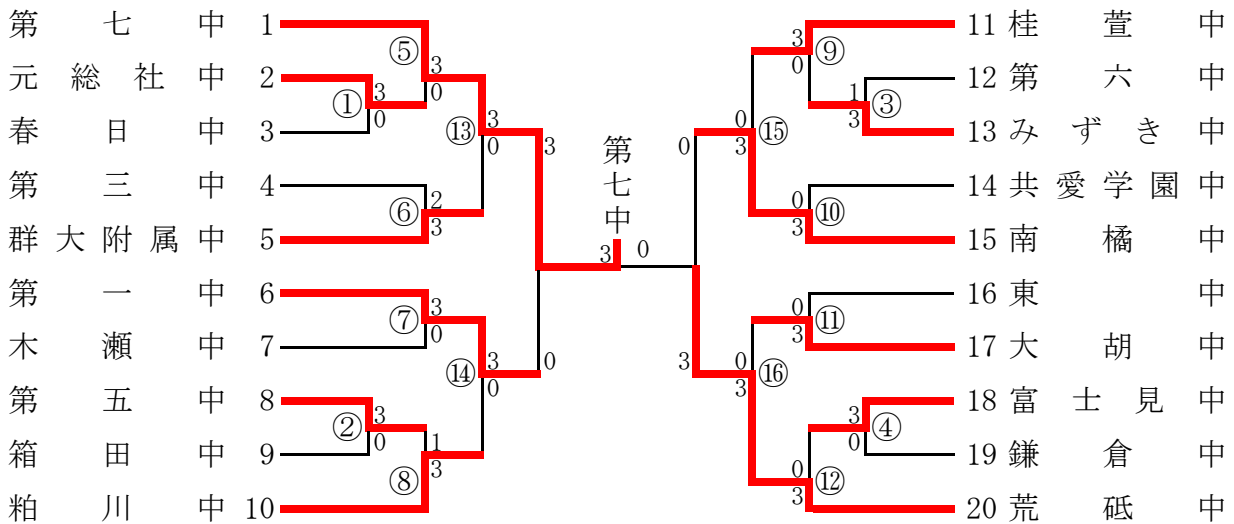 第七中 1
元総社中 2
春日中 3
第三中 4
群大附属中 5
第一中 6
木瀬中 7
第五中 8
箱田中 9
粕川中 10
⑤
3
0
①
3
0
⑬
3
0
3
⑥
2
3
⑦
3
0
⑭
3
0
0
②
3
0
⑧
1
3
第七中
3 0
0
3
⑮
0
3
⑨
3
0
③
1
3
⑩
0
3
⑯
0
3
⑪
0
3
④
3
0
⑫
0
3
11 桂萱中
12 第六中
13 みずき中
14 共愛学園中
15 南橘中
16 東中
17 大胡中
18 富士見中
19 鎌倉中
20 荒砥中